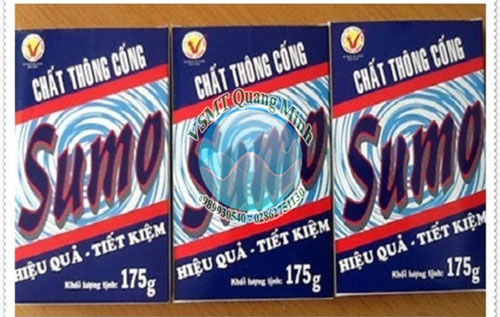 CHẤT THÔNG CỐNG
Sumo
HIỆU QUẢ - TIẾT KIỆM
Khối lượng tịnh: 175g
CHẤT THÔNG CỐNG
Sumo
HIỆU QUẢ - TIẾT KIỆM
Khối lượng tịnh: 175g
CHẤT THÔNG CỐNG
Sumo
HIỆU QUẢ - TIẾT KIỆM
Khối lượng tịnh: 175g
VSMT Quang Minh